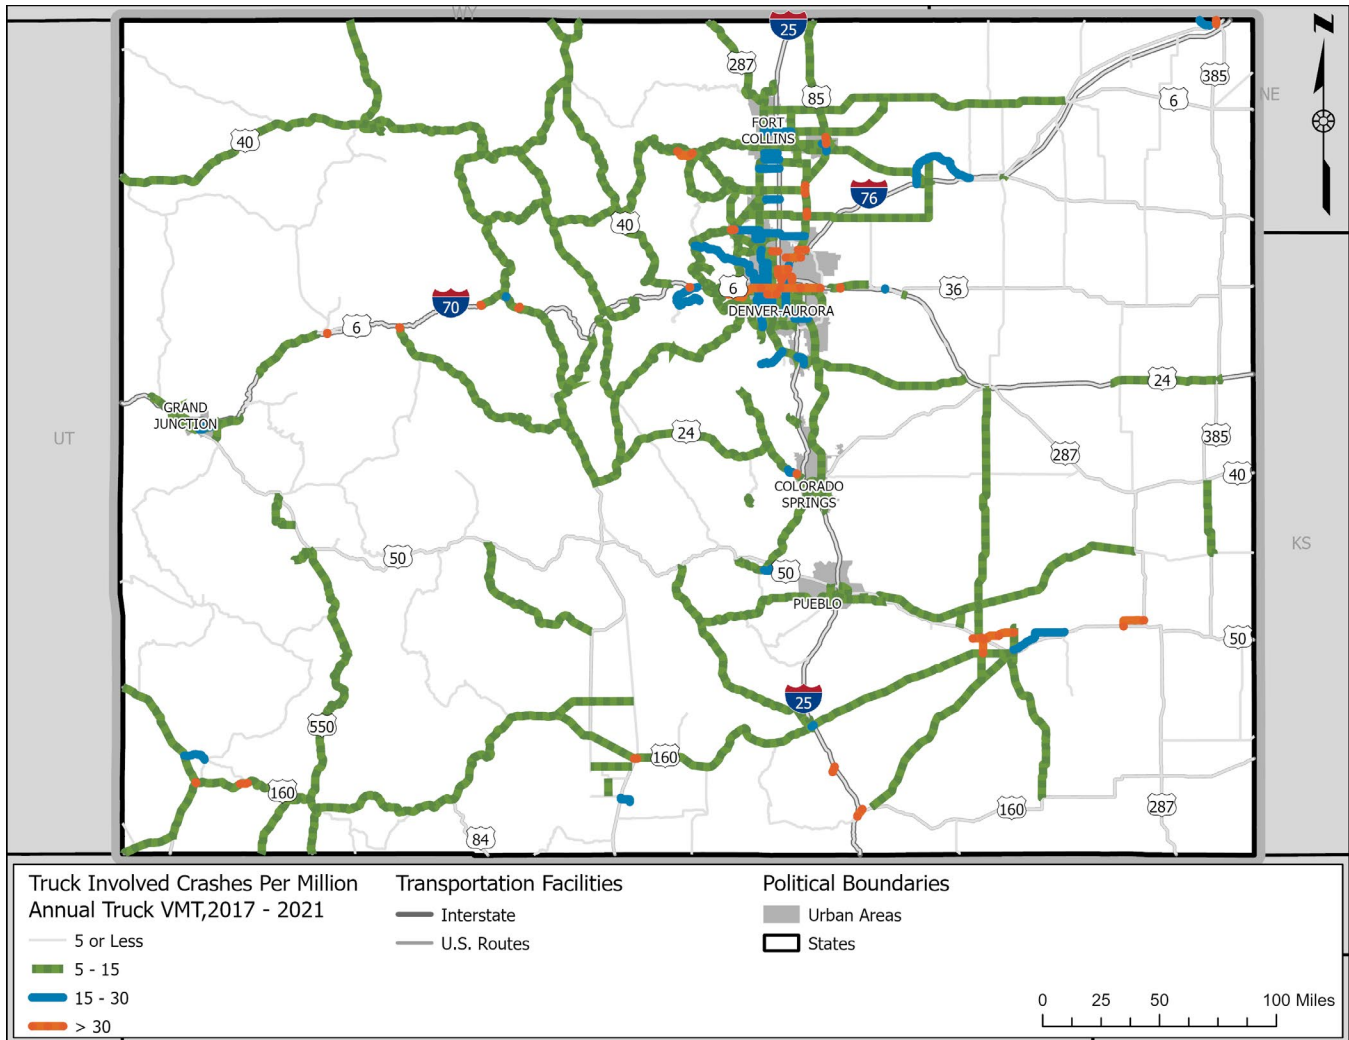 WY
25
N
287
385
85
6
NE
FORT
COLLINS
40
76
40
6
36
70
DENVER-AURORA
6
24
GRAND
JUNCTION
UT
24
385
287
40
COLORADO
SPRINGS
KS
50
50
PUEBLO
50
25
550
160
160
160
287
84
Truck Involved Crashes Per Million
Annual Truck VMT,2017 - 2021
5 or Less
5 - 15
15 - 30
> 30
Transportation Facilities
Interstate
U.S. Routes
Political Boundaries
Urban Areas
States
0 25 50 100 Miles